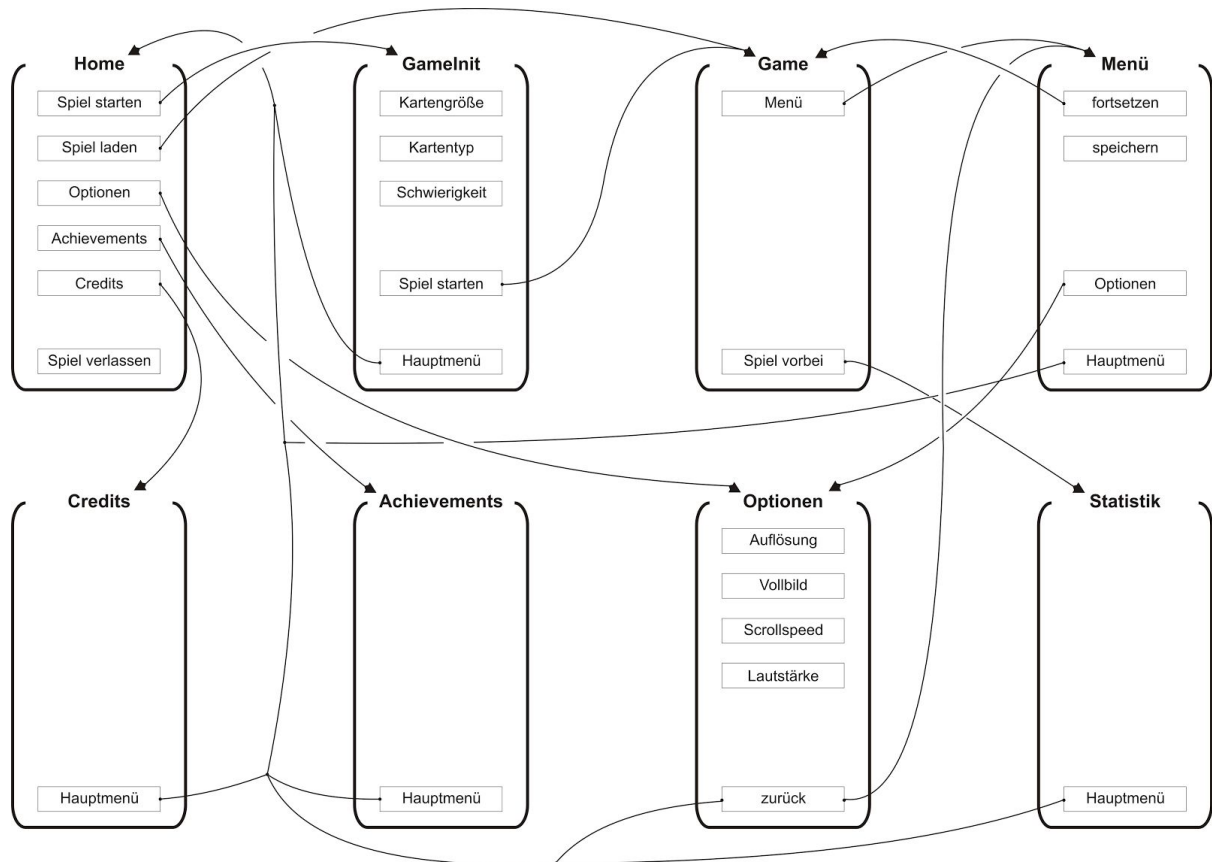 Home
Spiel starten
Spiel laden
Optionen
Achievements
Credits
Spiel verlassen
GameInit
Kartengröße
Kartentyp
Schwierigkeit
Spiel starten
Hauptmenü
Game
Menü
Spiel vorbei
Menü
fortsetzen
speichern
Optionen
Hauptmenü
Credits
Hauptmenü
Achievements
Hauptmenü
Optionen
Auflösung
Vollbild
Scrollspeed
Lautstärke
zurück
Statistik
Hauptmenü